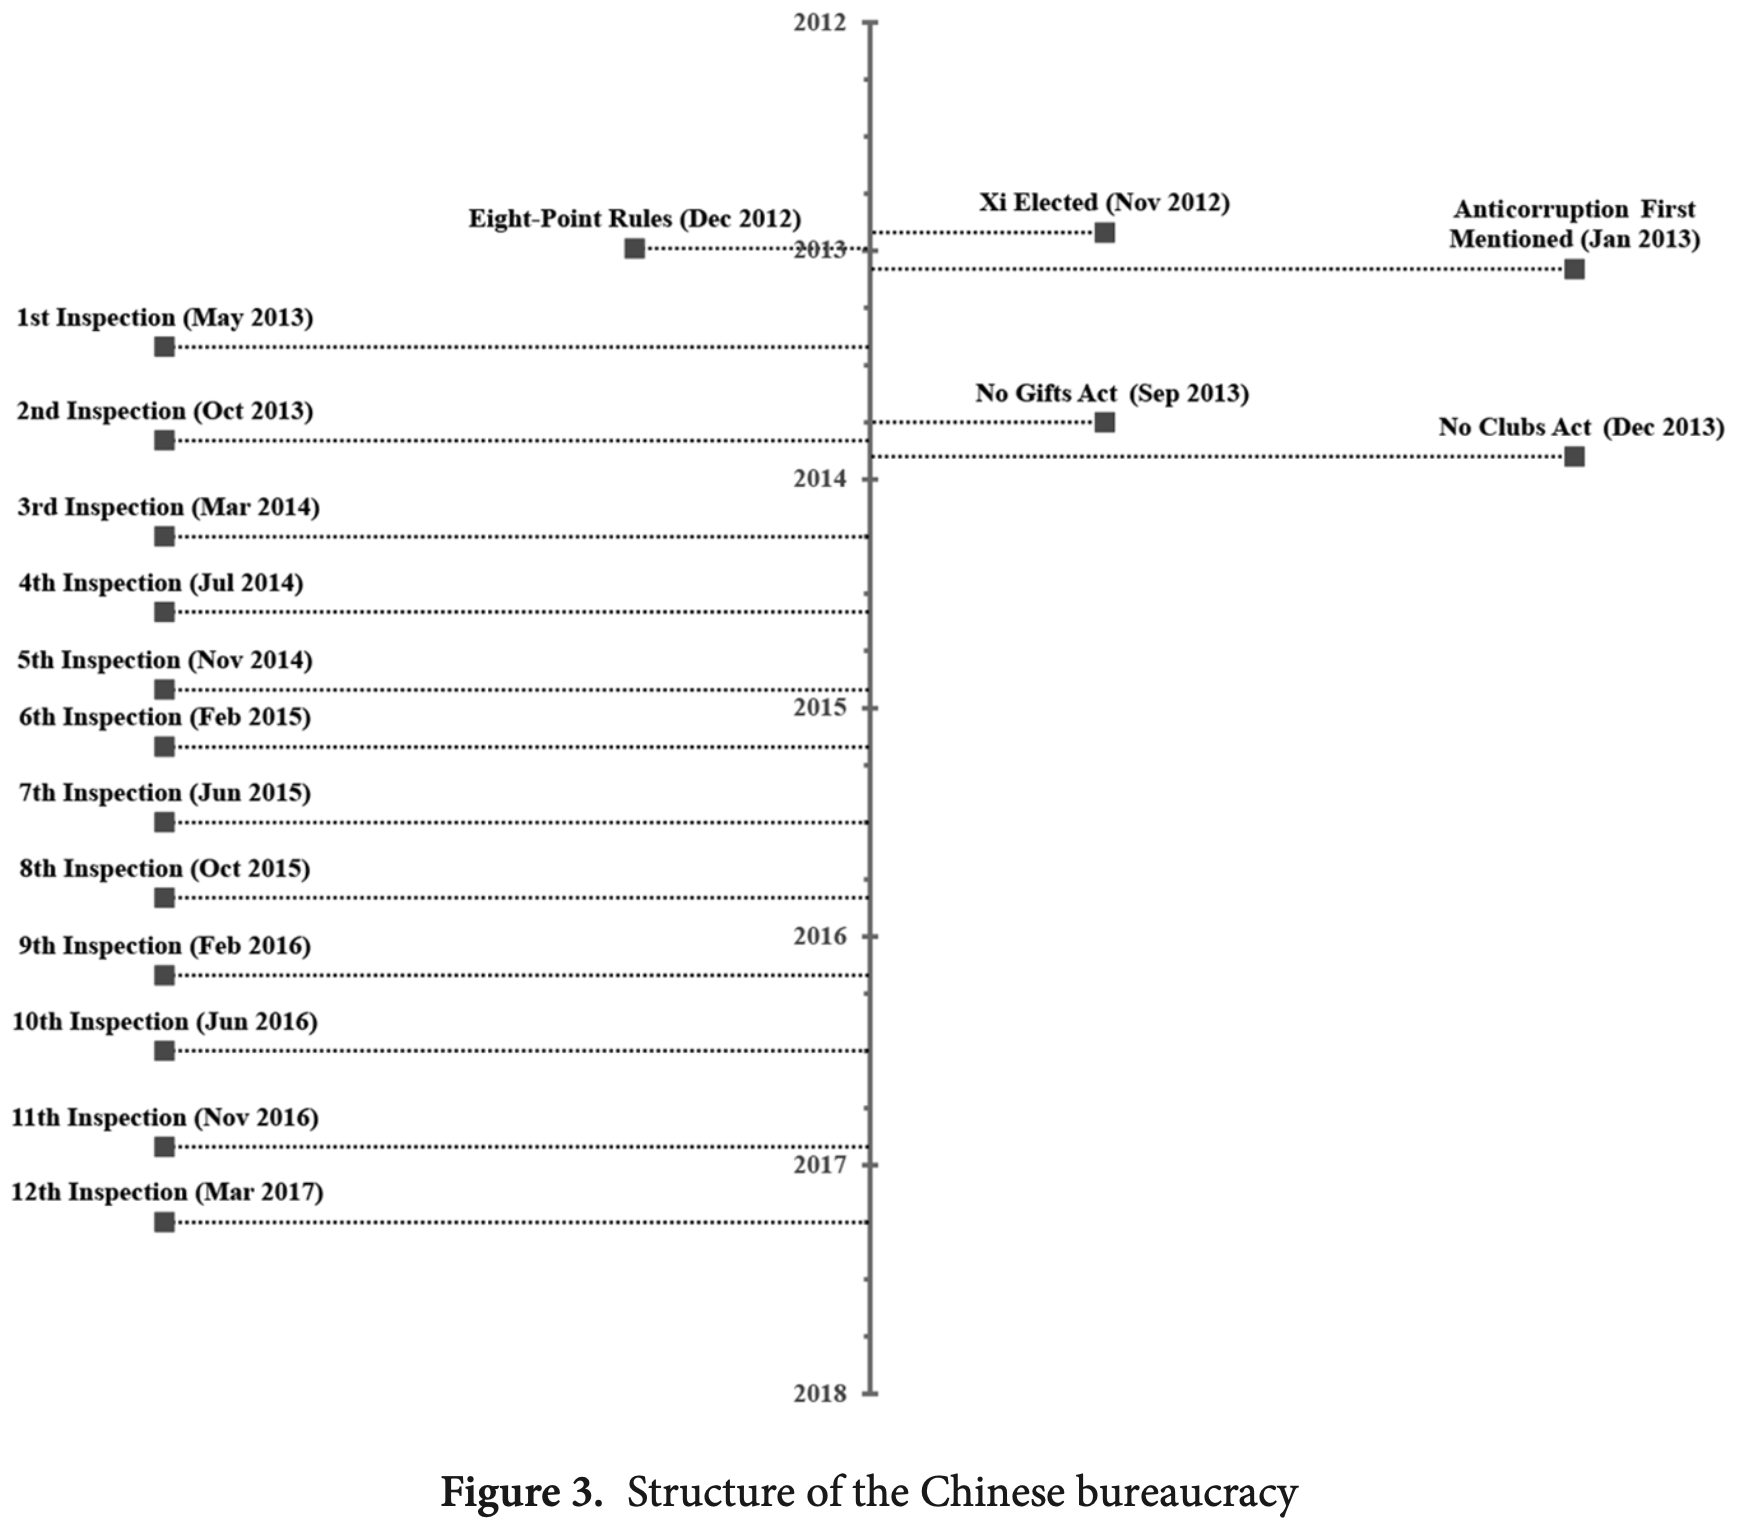 2012
Xi Elected (Nov 2012)
Anticorruption First
Mentioned (Jan 2013)
Eight-Point Rules (Dec 2012)
2013
1st Inspection (May 2013)
No Gifts Act (Sep 2013)
2nd Inspection (Oct 2013)
No Clubs Act (Dec 2013)
2014
3rd Inspection (Mar 2014)
4th Inspection (Jul 2014)
5th Inspection (Nov 2014)
2015
6th Inspection (Feb 2015)
7th Inspection (Jun 2015)
8th Inspection (Oct 2015)
2016
9th Inspection (Feb 2016)
10th Inspection (Jun 2016)
11th Inspection (Nov 2016)
2017
12th Inspection (Mar 2017)
2018
Figure 3. Structure of the Chinese bureaucracy